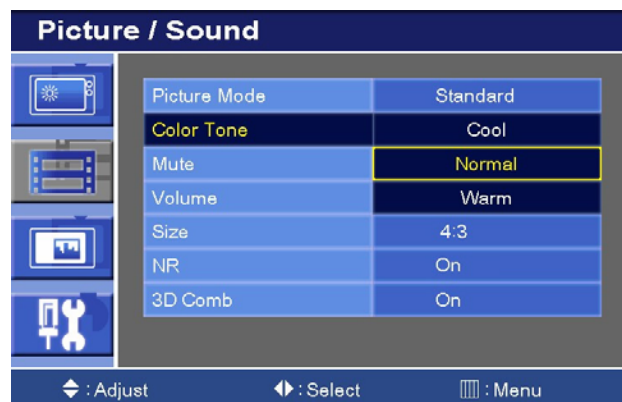 Picture / Sound
Picture Mode Standard
Color Tone Cool
Mute Normal
Volume Warm
Size 4:3
NR On
3D Comb On
: Adjust : Select : Menu